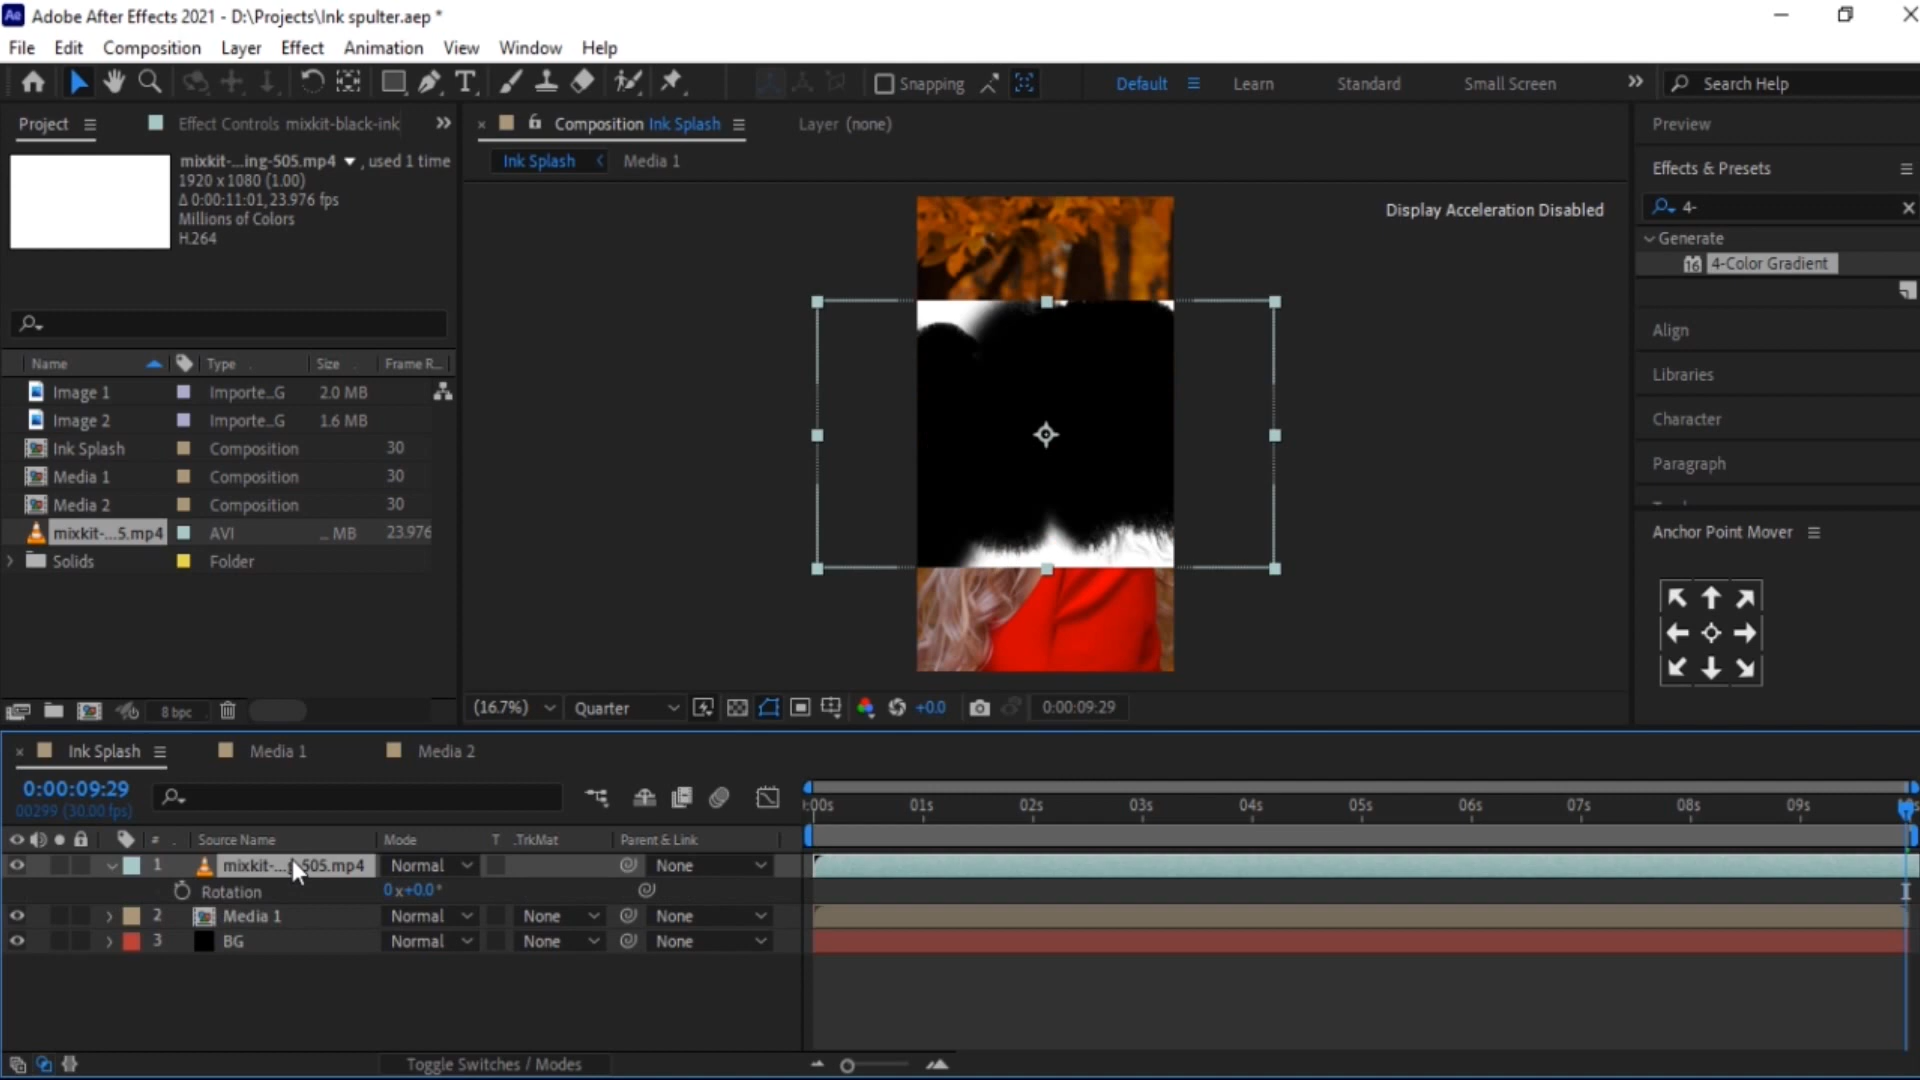 Ae Adobe After Effects 2021 - D:\Projects\Ink spulter.aep *
File Edit Composition Layer Effect Animation View Window Help
Snapping Default Learn Standard Small Screen Search Help
Project Effect Controls mixkit-black-ink
mixkit-...ing-505.mp4 , used 1 time
1920 x 1080 (1.00)
Δ 0:00:11:01, 23.976 fps
Millions of Colors
H.264
Name Type Size Frame R...
Image 1 Importe...G 2.0 MB
Image 2 Importe...G 1.6 MB
Ink Splash Composition 30
Media 1 Composition 30
Media 2 Composition 30
mixkit-...5.mp4 AVI ... MB 23.976
Solids Folder
8 bpc
Composition Ink Splash Layer (none)
Ink Splash Media 1
Display Acceleration Disabled
(16.7%) Quarter +0.0 0:00:09:29
Preview
Effects & Presets
4-
Generate
16 4-Color Gradient
Align
Libraries
Character
Paragraph
Anchor Point Mover
Ink Splash Media 1 Media 2
0:00:09:29
00299 (30.00 fps)
:00s 01s 02s 03s 04s 05s 06s 07s 08s 09s
# Source Name Mode T .TrkMat Parent & Link
1 mixkit-...505.mp4 Normal None
Rotation 0x+0.0°
2 Media 1 Normal None None
3 BG Normal None None
Toggle Switches / Modes